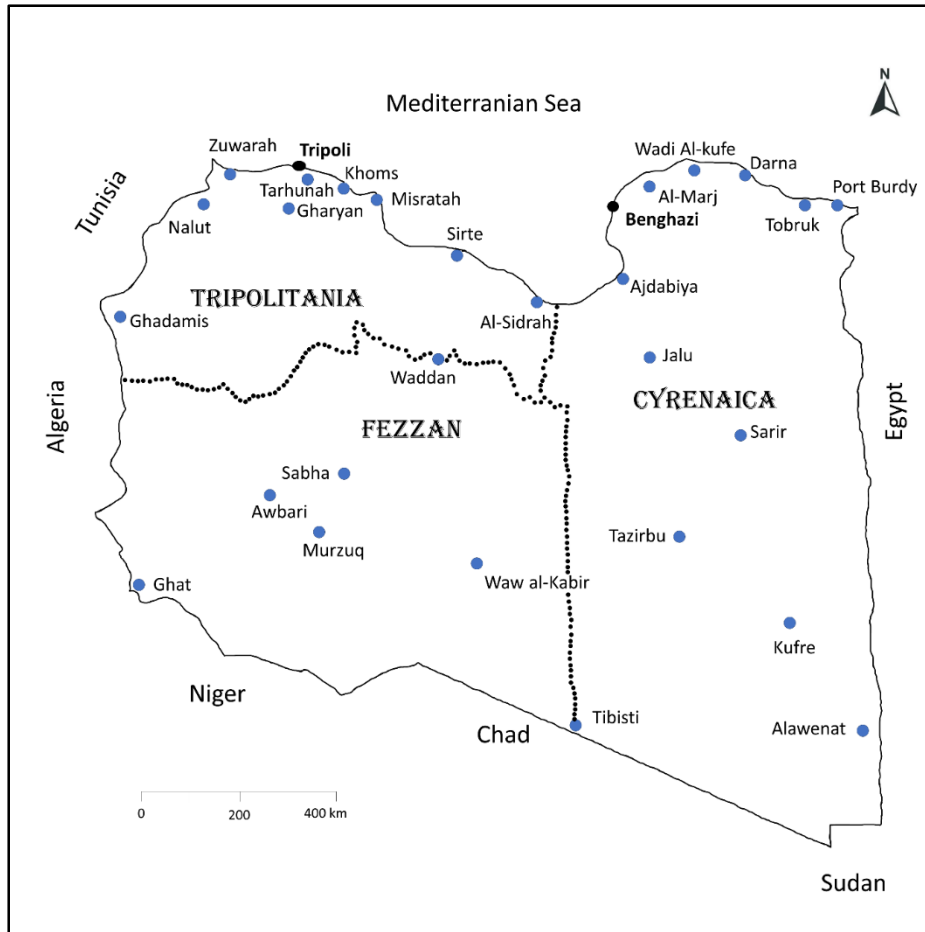 N
Mediterranian Sea
Zuwarah
Tripoli
Wadi Al-kufe
Darna
Tunisia
Khoms
Tarhunah
Al-Marj
Port Burdy
Nalut
Gharyan
Misratah
Benghazi
Tobruk
Sirte
Ajdabiya
TRIPOLITANIA
Ghadamis
Al-Sidrah
Jalu
Waddan
Algeria
CYRENAICA
Egypt
FEZZAN
Sarir
Sabha
Awbari
Murzuq
Tazirbu
Ghat
Waw al-Kabir
Kufre
Niger
Tibisti
Chad
Alawenat
0 200 400 km
Sudan